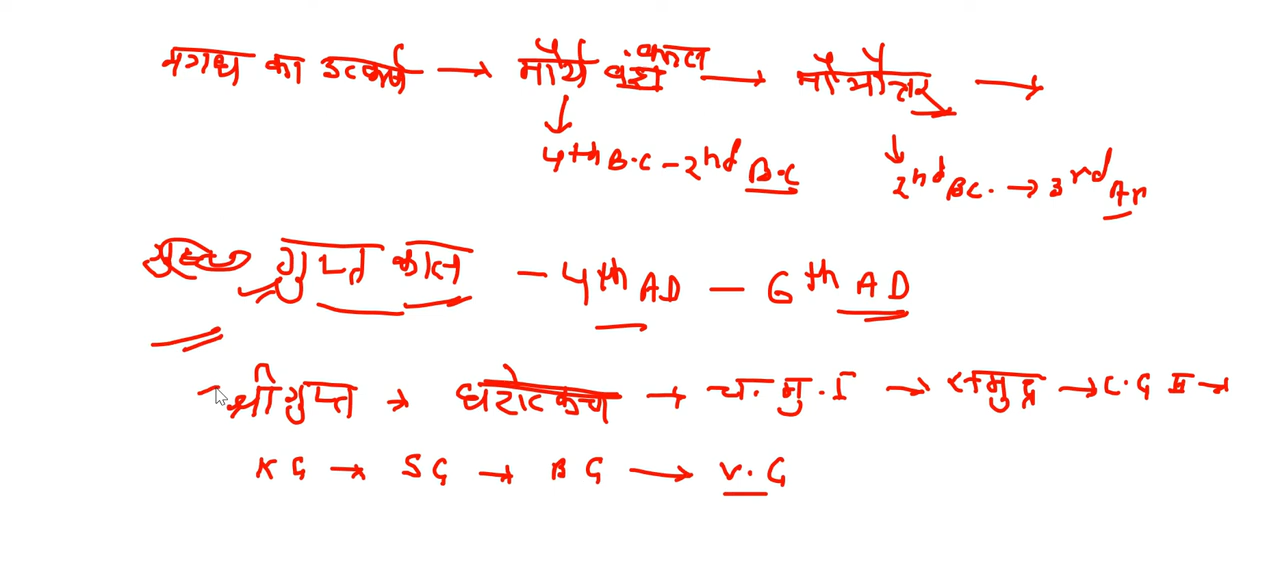 मगध का उत्कर्ष → मौर्य वंश काल → मौर्योत्तर →
4th B.C - 2nd B.C
2nd BC. → 3rd AD
गुप्त काल - 4th AD - 6th AD
श्रीगुप्त → घटोत्कच → च. गु. I → समुद्र → C. G II →
KG → SG → BG → V. G